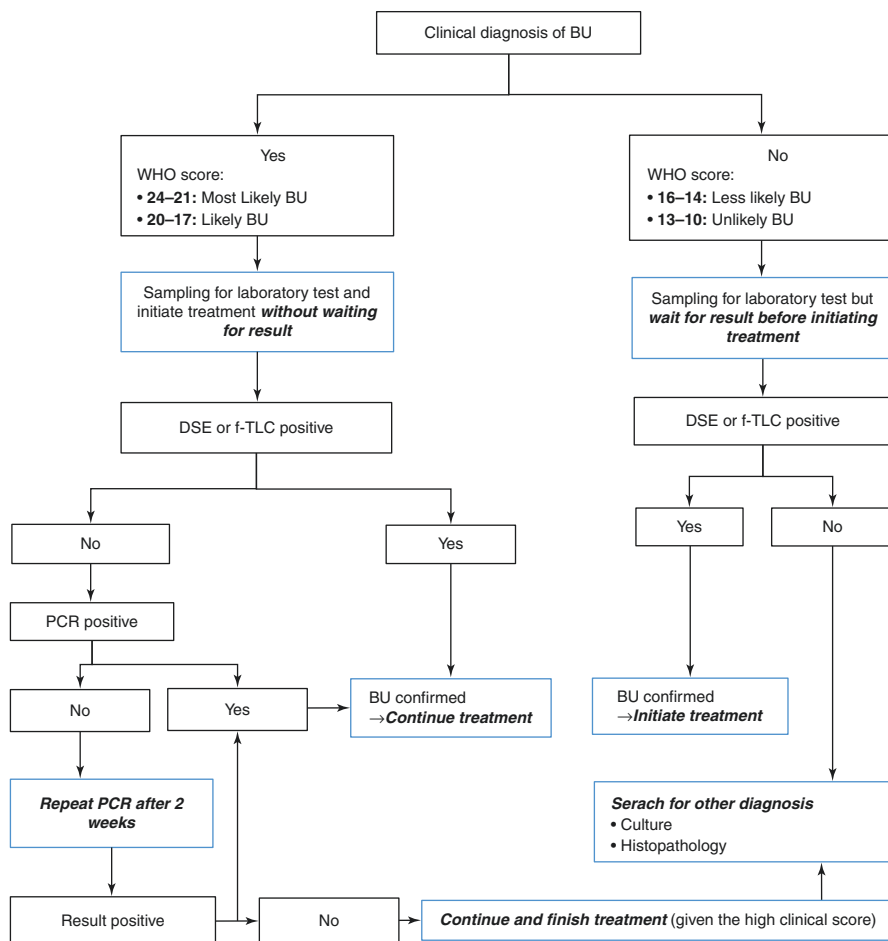 Clinical diagnosis of BU
Yes
WHO score:
• 24–21: Most Likely BU
• 20–17: Likely BU
No
WHO score:
• 16–14: Less likely BU
• 13–10: Unlikely BU
Sampling for laboratory test and
initiate treatment without waiting
for result
Sampling for laboratory test but
wait for result before initiating
treatment
DSE or f-TLC positive
DSE or f-TLC positive
No
Yes
Yes
No
PCR positive
No
Yes
BU confirmed
→Continue treatment
BU confirmed
→Initiate treatment
Repeat PCR after 2
weeks
Serach for other diagnosis
• Culture
• Histopathology
Result positive
No
Continue and finish treatment (given the high clinical score)